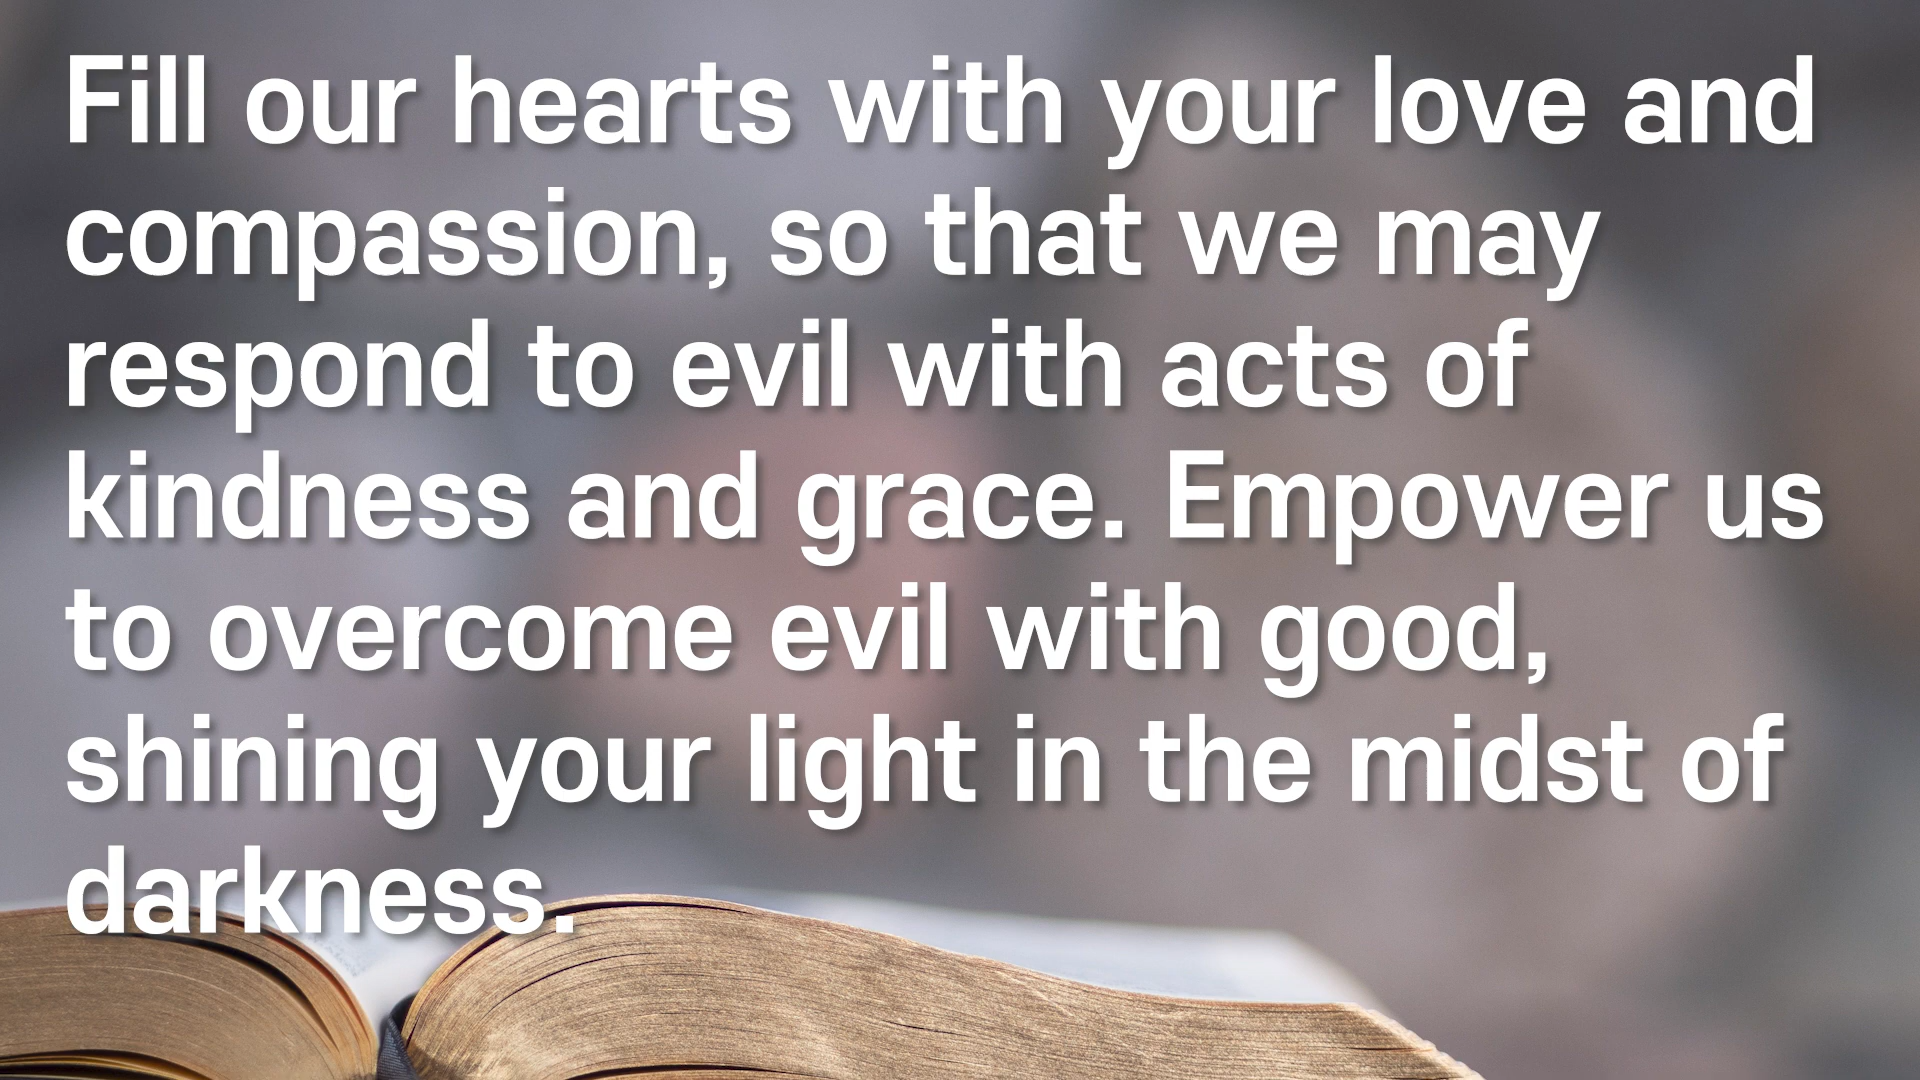 Fill our hearts with your love and
compassion, so that we may
respond to evil with acts of
kindness and grace. Empower us
to overcome evil with good,
shining your light in the midst of
darkness.